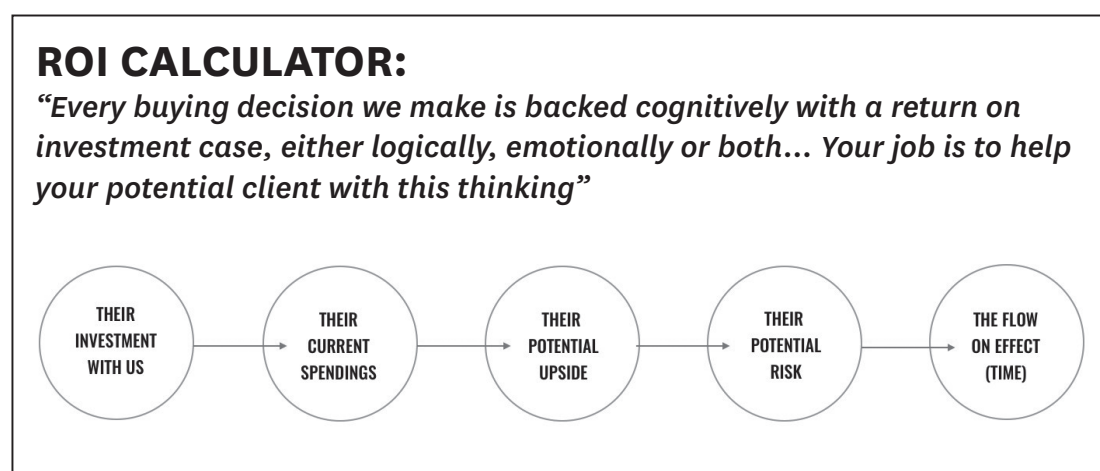 ROI CALCULATOR:
“Every buying decision we make is backed cognitively with a return on
investment case, either logically, emotionally or both... Your job is to help
your potential client with this thinking”
THEIR
INVESTMENT
WITH US
THEIR
CURRENT
SPENDINGS
THEIR
POTENTIAL
UPSIDE
THEIR
POTENTIAL
RISK
THE FLOW
ON EFFECT
(TIME)